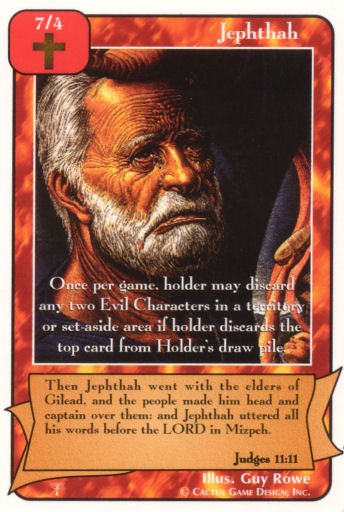 7/4
Jephthah
Once per game, holder may discard
any two Evil Characters in a territory
or set-aside area if holder discards the
top card from Holder's draw pile.
Then Jephthah went with the elders of
Gilead, and the people made him head and
captain over them: and Jephthah uttered all
his words before the LORD in Mizpeh.
Judges 11:11
Illus. Guy Rowe
© Cactus Game Design, Inc.